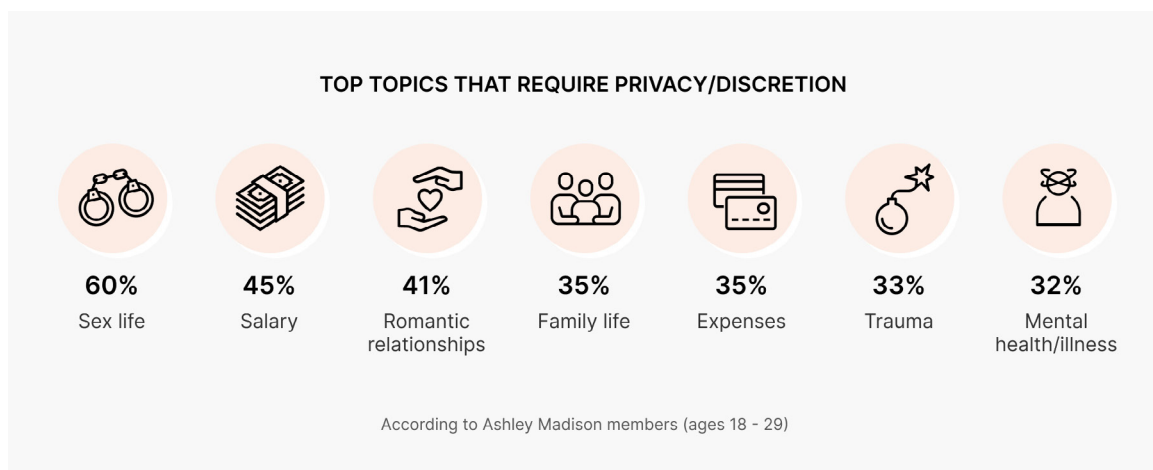 TOP TOPICS THAT REQUIRE PRIVACY/DISCRETION
60%
Sex life
45%
Salary
41%
Romantic
relationships
35%
Family life
35%
Expenses
33%
Trauma
32%
Mental
health/illness
According to Ashley Madison members (ages 18 - 29)